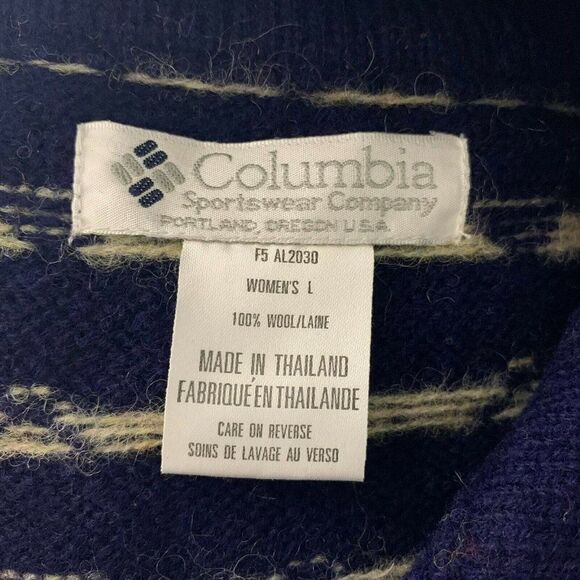 Columbia
Sportswear Company
PORTLAND, OREGON U.S.A.
F5 AL2030
WOMEN'S L
100% WOOL/LAINE
MADE IN THAILAND
FABRIQUÉ EN THAILANDE
CARE ON REVERSE
SOINS DE LAVAGE AU VERSO